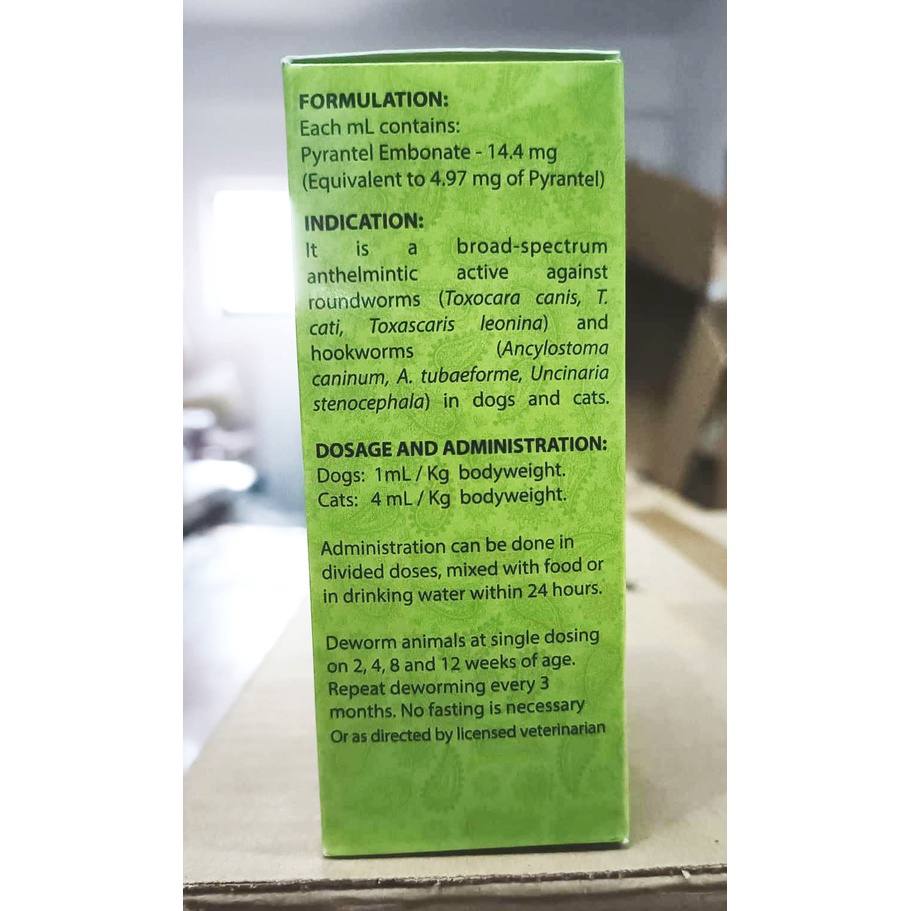 FORMULATION:
Each mL contains:
Pyrantel Embonate - 14.4 mg
(Equivalent to 4.97 mg of Pyrantel)
INDICATION:
It is a broad-spectrum
anthelmintic active against
roundworms (Toxocara canis, T.
cati, Toxascaris leonina) and
hookworms (Ancylostoma
caninum, A. tubaeforme, Uncinaria
stenocephala) in dogs and cats.
DOSAGE AND ADMINISTRATION:
Dogs: 1mL / Kg bodyweight.
Cats: 4 mL / Kg bodyweight.
Administration can be done in
divided doses, mixed with food or
in drinking water within 24 hours.
Deworm animals at single dosing
on 2, 4, 8 and 12 weeks of age.
Repeat deworming every 3
months. No fasting is necessary
Or as directed by licensed veterinarian